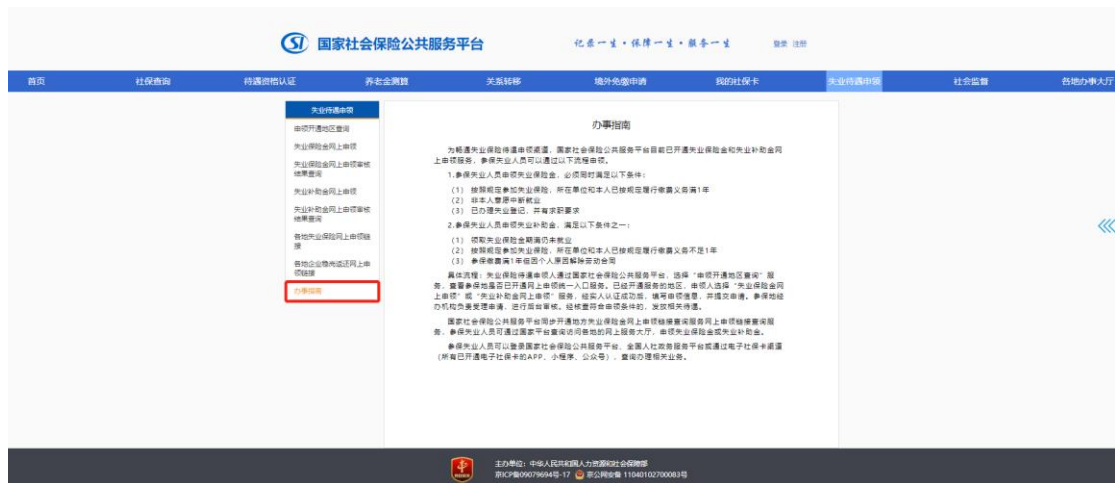 国家社会保险公共服务平台
记录一生·保障一生·服务一生
登录 注册
首页 社保查询 待遇资格认证 养老金测算 关系转移 境外免缴申请 我的社保卡 失业待遇申领 社会监督 各地办事大厅
失业待遇申领
申领开通地区查询
失业保险金网上申领
失业保险金网上申领审核
结果查询
失业补助金网上申领
失业补助金网上申领审核
结果查询
各地失业保险网上申领链
接
各地企业稳岗返还网上申
领链接
办事指南
办事指南
为畅通失业保险待遇申领渠道，国家社会保险公共服务平台目前已开通失业保险金和失业补助金网
上申领服务，参保失业人员可以通过以下流程申领。
1.参保失业人员申领失业保险金，必须同时满足以下条件：
（1） 按照规定参加失业保险，所在单位和本人已按规定履行缴费义务满1年
（2） 非本人意愿中断就业
（3） 已办理失业登记，并有求职要求
2.参保失业人员申领失业补助金，满足以下条件之一：
（1） 领取失业保险金期满仍未就业
（2） 按照规定参加失业保险，所在单位和本人已按规定履行缴费义务不足1年
（3） 参保缴费满1年但因个人原因解除劳动合同
具体流程：失业保险待遇申领人通过国家社会保险公共服务平台，选择“申领开通地区查询”服
务，查看参保地是否已开通网上申领统一入口服务。已经开通服务的地区，申领人选择“失业保险金网
上申领”或“失业补助金网上申领”服务，经实人认证成功后，填写申领信息，并提交申请。参保地经
办机构负责受理申请，进行后台审核。经核查符合申领条件的，发放相关待遇。
国家社会保险公共服务平台同步开通地方失业保险金网上申领链接查询服务网上申领链接查询服
务，参保失业人员可通过国家平台查询访问各地的网上服务大厅，申领失业保险金或失业补助金。
参保失业人员可以登录国家社会保险公共服务平台，全国人社政务服务平台或通过电子社保卡渠道
（所有已开通电子社保卡的APP、小程序、公众号），查询办理相关业务。
主办单位：中华人民共和国人力资源和社会保障部
京ICP备09079694号-17 京公网安备 11040102700083号